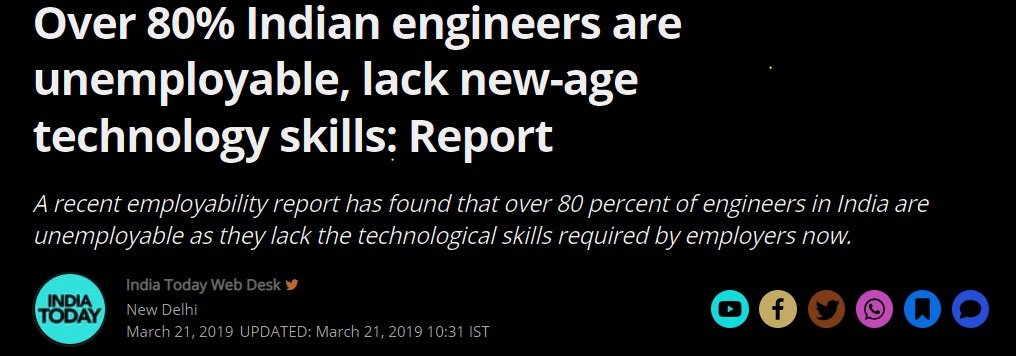 Over 80% Indian engineers are
unemployable, lack new-age
technology skills: Report
A recent employability report has found that over 80 percent of engineers in India are
unemployable as they lack the technological skills required by employers now.
INDIA
TODAY
India Today Web Desk
New Delhi
March 21, 2019 UPDATED: March 21, 2019 10:31 IST